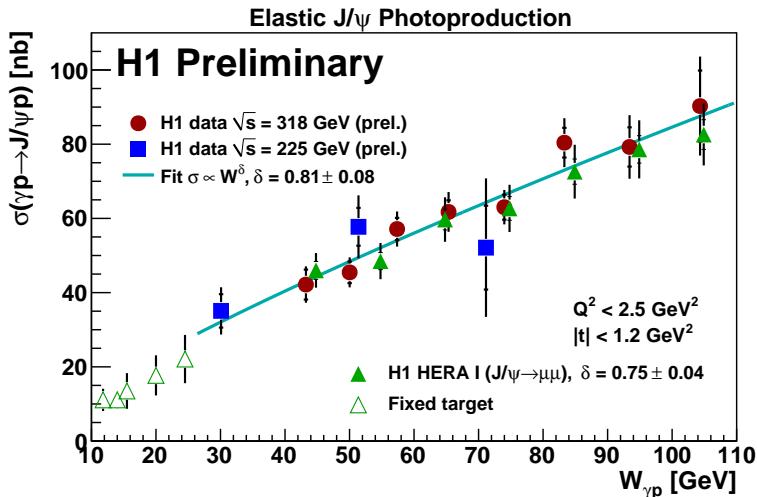 Elastic J/ψ Photoproduction
H1 Preliminary
H1 data √s = 318 GeV (prel.)
H1 data √s = 225 GeV (prel.)
Fit σ ∝ W^δ, δ = 0.81 ± 0.08
Q² < 2.5 GeV²
|t| < 1.2 GeV²
H1 HERA I (J/ψ→μμ), δ = 0.75 ± 0.04
Fixed target
σ(γp→J/ψp) [nb]
100
80
60
40
20
0
10 20 30 40 50 60 70 80 90 100 110
W_γp [GeV]